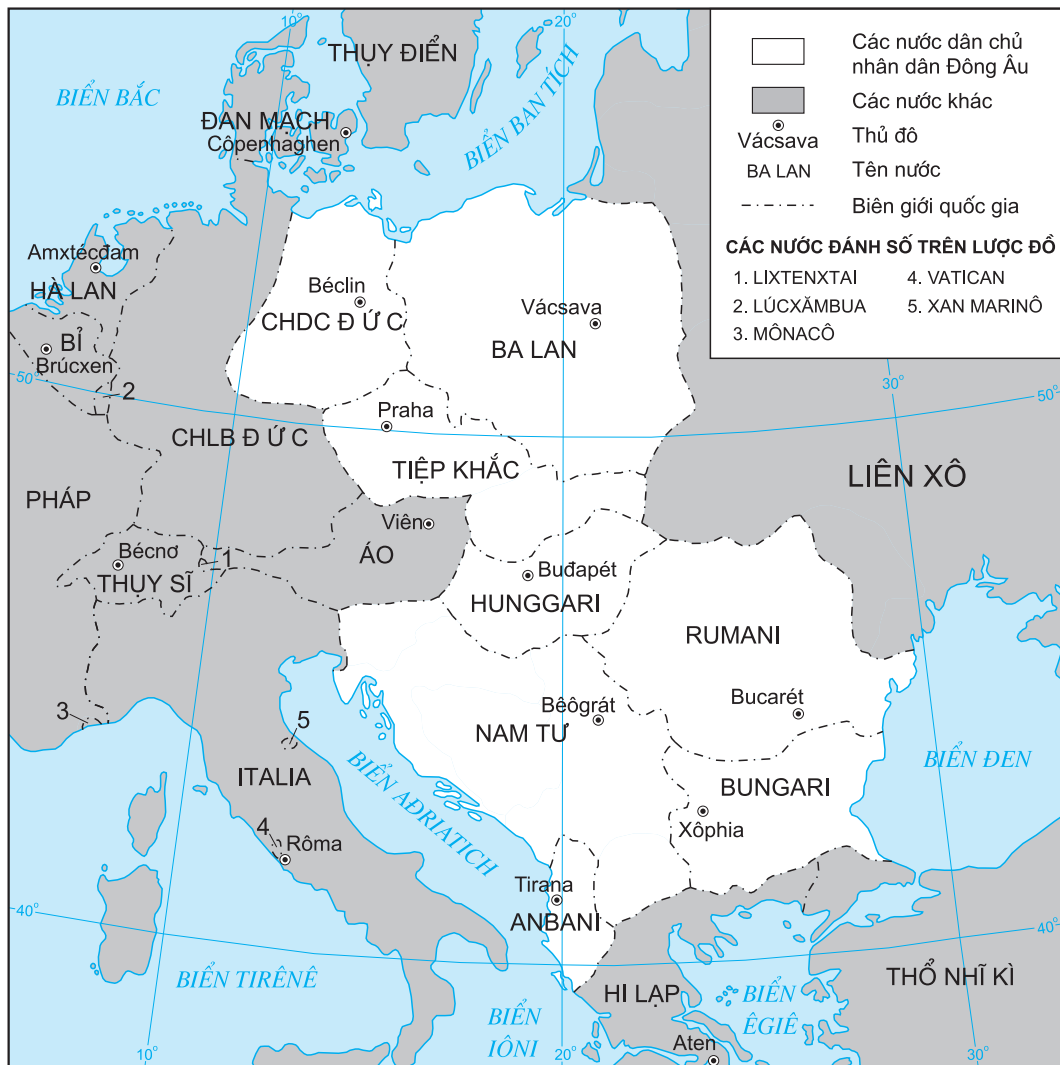 10°
20°
THỤY ĐIỂN
BIỂN BẮC
BIỂN BAN TÍCH
ĐAN MẠCH
Côpenhaghen
Các nước dân chủ
nhân dân Đông Âu
Các nước khác
Vácsava
Thủ đô
BA LAN
Tên nước
Biên giới quốc gia
CÁC NƯỚC ĐÁNH SỐ TRÊN LƯỢC ĐỒ
1. LIXTENXTAI
4. VATICAN
2. LÚCXĂMBUA
5. XAN MARINÔ
3. MÔNACÔ
Amxtécđam
HÀ LAN
Béclin
CHDC ĐỨC
Vácsava
BA LAN
BỈ
Brúcxen
50°
2
30°
50°
Praha
CHLB ĐỨC
TIỆP KHẮC
LIÊN XÔ
PHÁP
Viên
ÁO
Bécnơ
1
THỤY SĨ
Buđapét
HUNGGARI
RUMANI
Bêôgrát
Bucarét
3
5
NAM TƯ
ITALIA
BIỂN AĐRIATICH
BUNGARI
BIỂN ĐEN
Xôphia
4
Rôma
Tirana
ANBANI
40°
40°
BIỂN TIRÊNÊ
HI LẠP
BIỂN
ÊGIÊ
THỔ NHĨ KÌ
BIỂN
IÔNI
Aten
10°
20°
30°